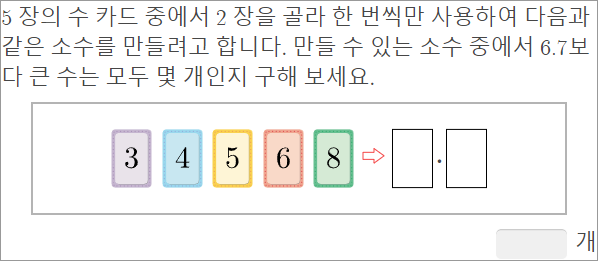 5 장의 수 카드 중에서 2 장을 골라 한 번씩만 사용하여 다음과
같은 소수를 만들려고 합니다. 만들 수 있는 소수 중에서 6.7보
다 큰 수는 모두 몇 개인지 구해 보세요.
3 4 5 6 8 ⇨ .
개